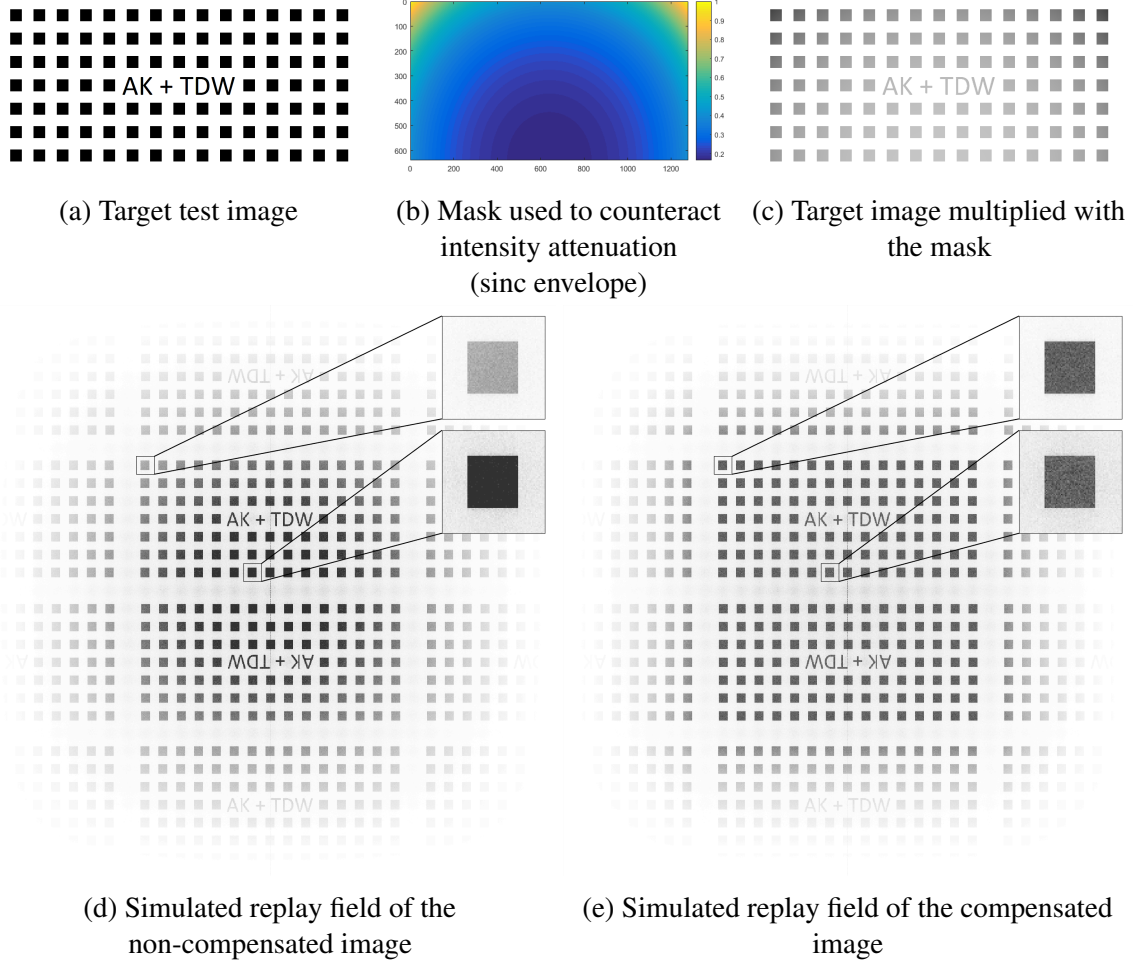 AK + TDW
0
100
200
300
400
500
600
0
200
400
600
800
1000
1200
1
0.9
0.8
0.7
0.6
0.5
0.4
0.3
0.2
AK + TDW
(a) Target test image
(b) Mask used to counteract
intensity attenuation
(sinc envelope)
(c) Target image multiplied with
the mask
AK + TDW
AK + TDW
AK + TDW
AK + TDW
AK + TDW
AK + TDW
AK + TDW
AK + TDW
(d) Simulated replay field of the
non-compensated image
(e) Simulated replay field of the compensated
image